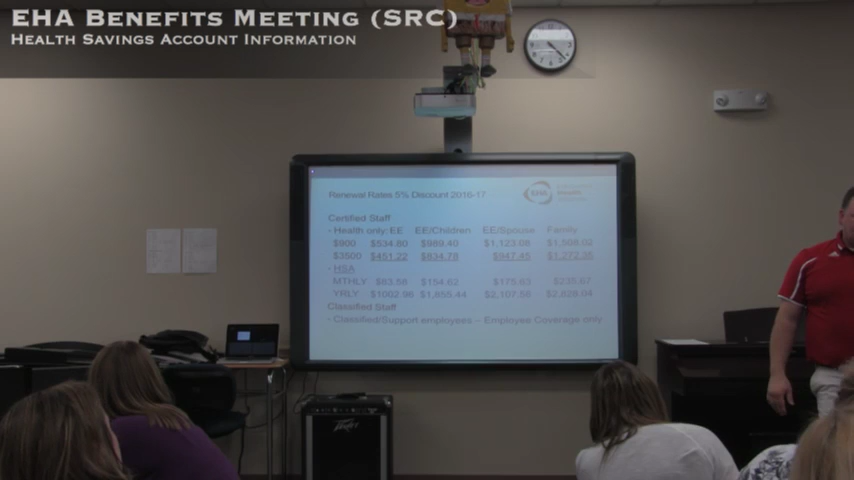 EHA Benefits Meeting (SRC)
Health Savings Account Information
Renewal Rates 5% Discount 2016-17
EHA
Certified Staff
- Health only: EE EE/Children EE/Spouse Family
$900 $534.80 $989.40 $1,123.08 $1,508.02
$3500 $451.22 $834.78 $947.45 $1,272.35
- HSA
MTHLY $83.58 $154.62 $175.63 $235.67
YRLY $1002.96 $1,855.44 $2,107.56 $2,828.04
Classified Staff
- Classified/Support employees – Employee Coverage only
PEAVEY